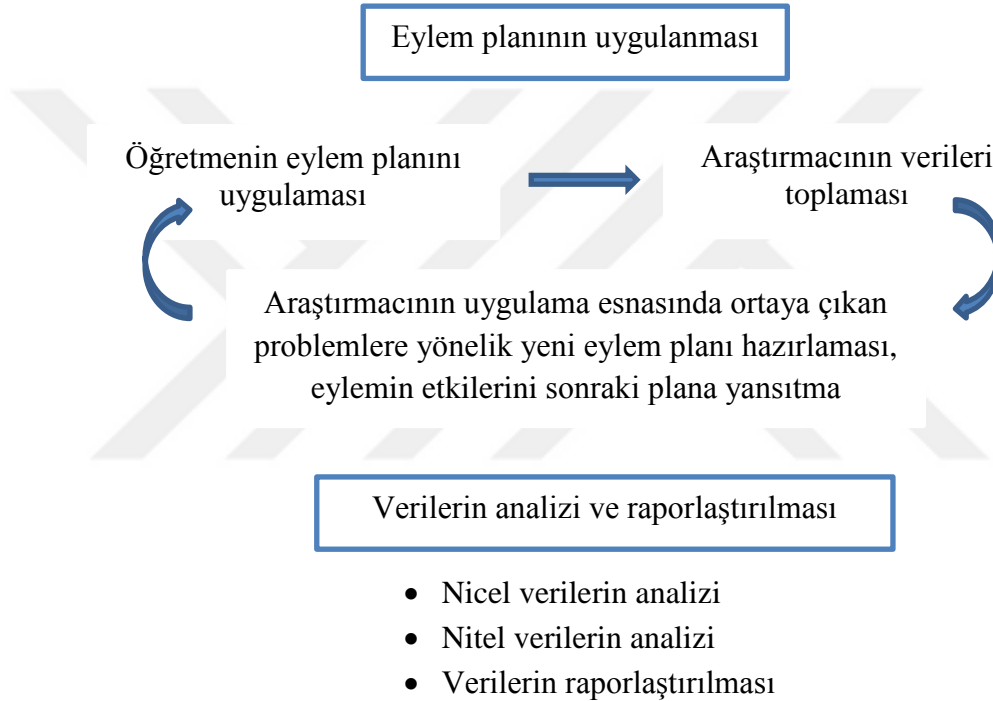 Eylem planının uygulanması
Öğretmenin eylem planını
uygulaması
Araştırmacının verileri
toplaması
Araştırmacının uygulama esnasında ortaya çıkan
problemlere yönelik yeni eylem planı hazırlaması,
eylemin etkilerini sonraki plana yansıtma
Verilerin analizi ve raporlaştırılması
• Nicel verilerin analizi
• Nitel verilerin analizi
• Verilerin raporlaştırılması